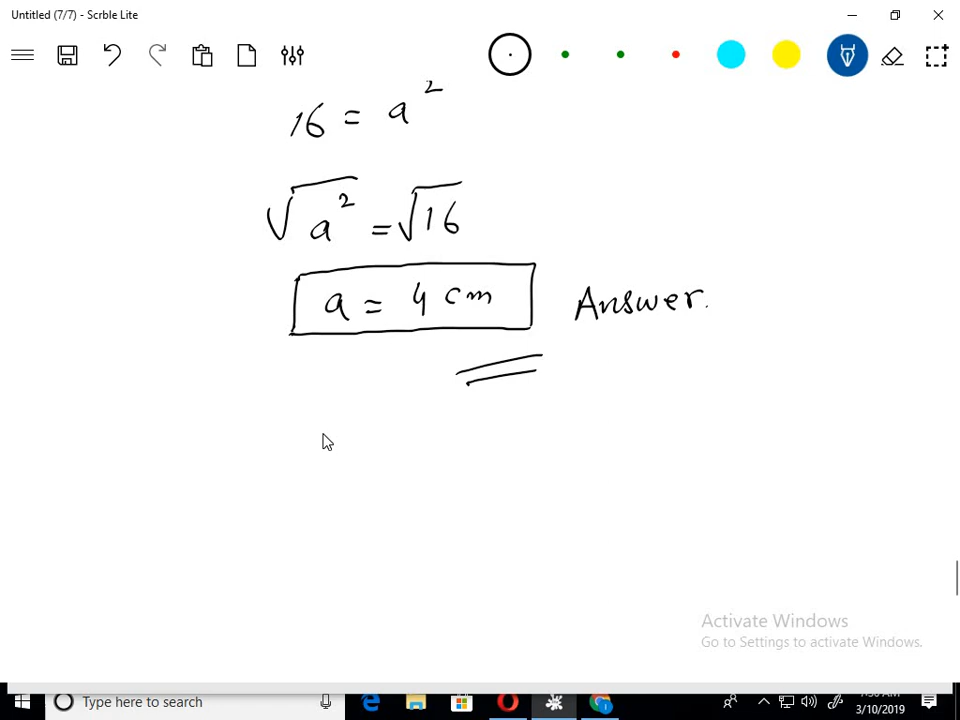 Untitled (7/7) - Scrble Lite
16 = a²
√a² = √16
a = 4 cm Answer.
Activate Windows
Go to Settings to activate Windows.
Type here to search
3/10/2019